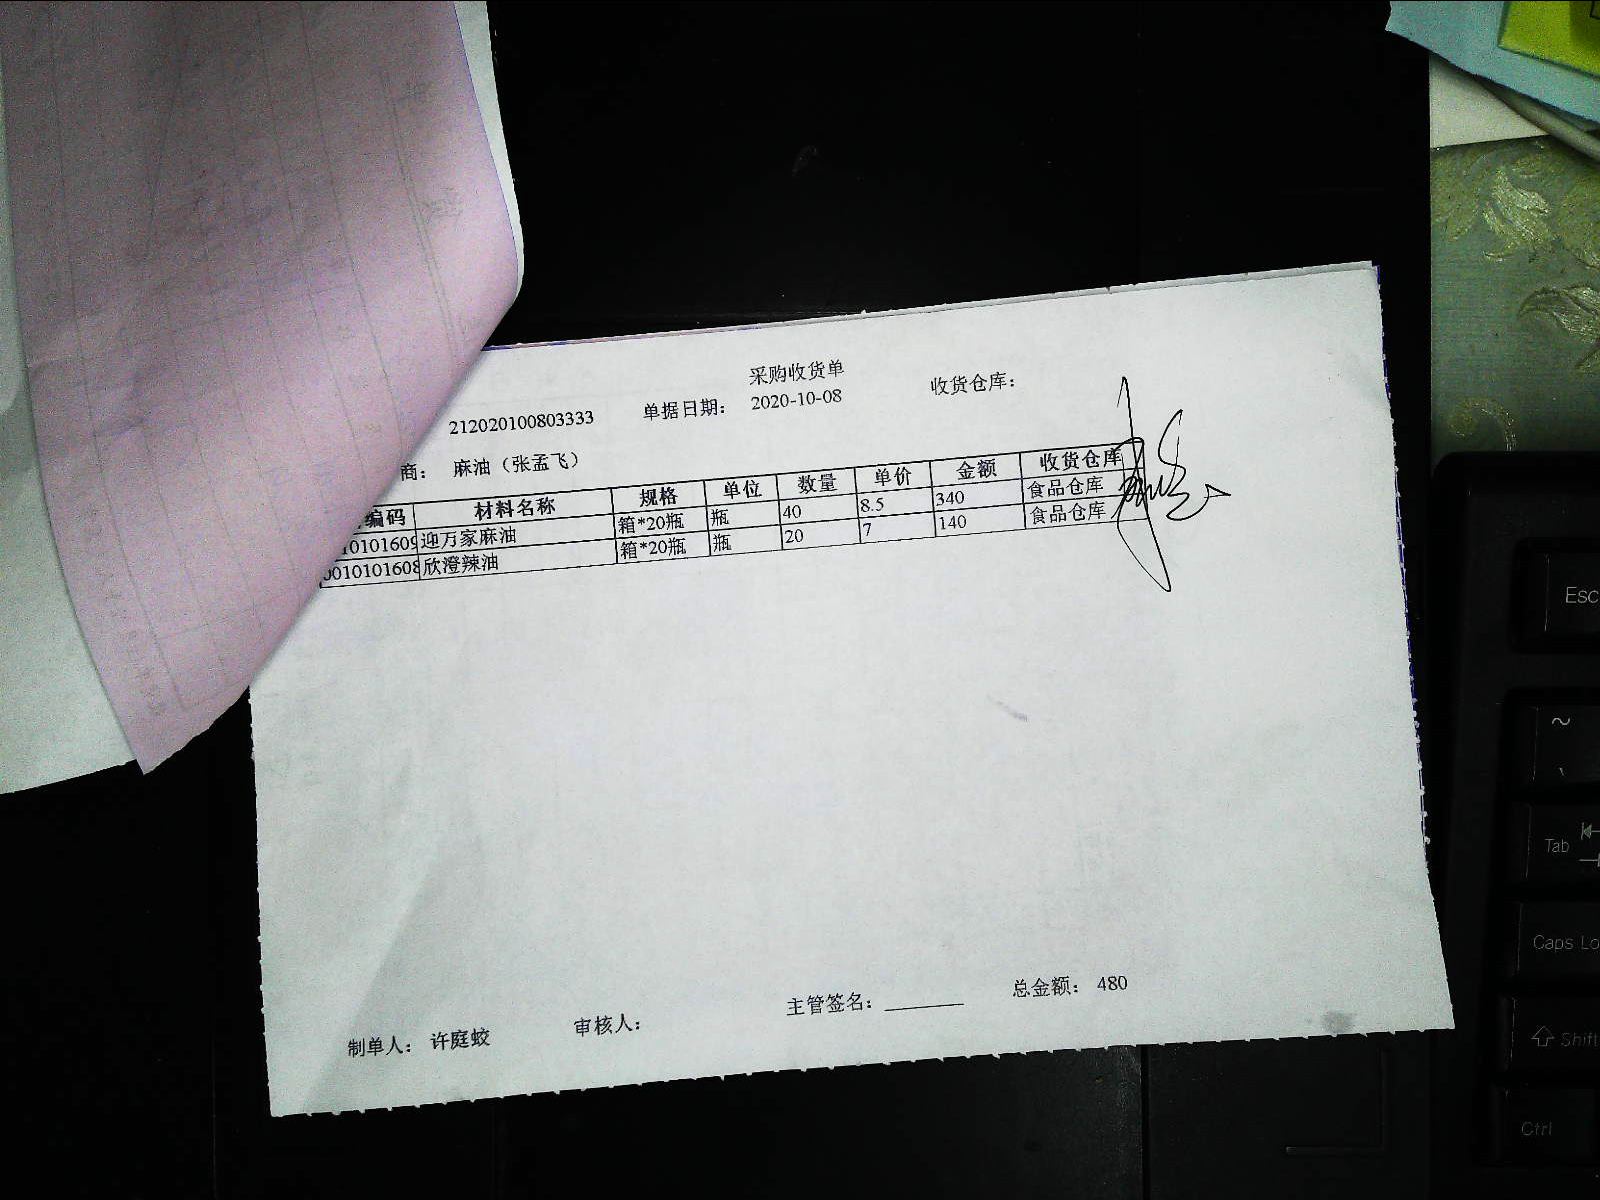 采购收货单
212020100803333 单据日期： 2020-10-08 收货仓库：
商： 麻油（张孟飞）
编码 材料名称 规格 单位 数量 单价 金额 收货仓库
10101609 迎万家麻油 箱*20瓶 瓶 40 8.5 340 食品仓库
0010101608 欣澄辣油 箱*20瓶 瓶 20 7 140 食品仓库
制单人： 许庭蛟 审核人： 主管签名： 总金额： 480
Esc
~
Tab
Caps Lo
Shift
Ctrl